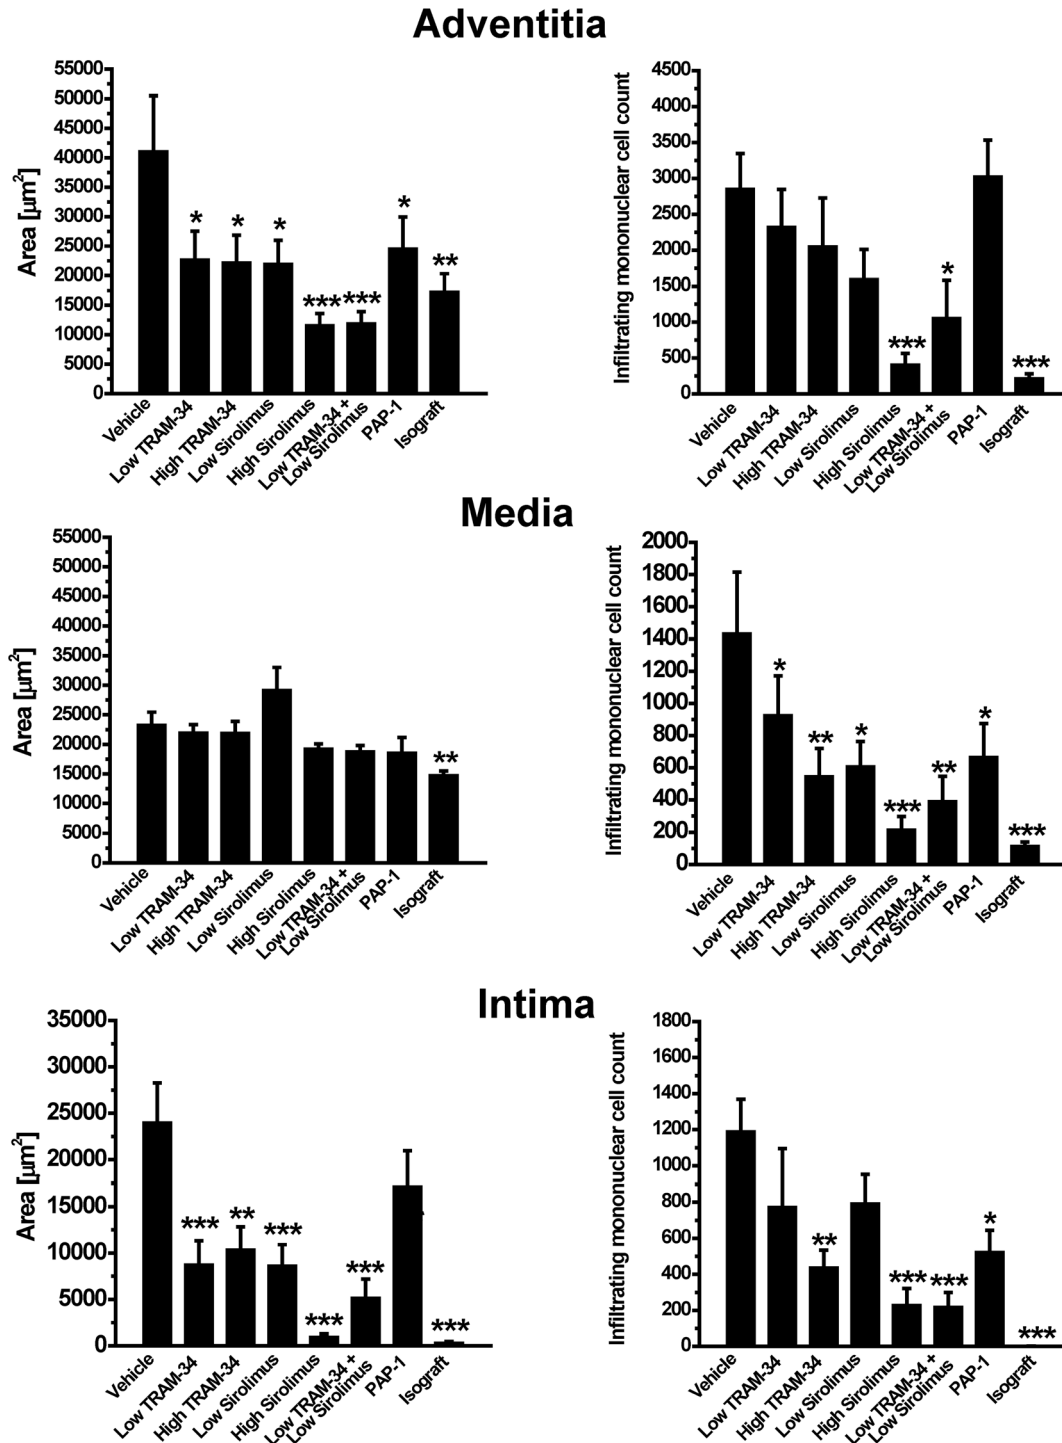 Adventitia
Area [µm²]
55000
50000
45000
40000
35000
30000
25000
20000
15000
10000
5000
0
*
*
*
***
***
*
**
Vehicle
Low TRAM-34
High TRAM-34
Low Sirolimus
High Sirolimus
Low TRAM-34 +
Low Sirolimus
PAP-1
Isograft
Infiltrating mononuclear cell count
4500
4000
3500
3000
2500
2000
1500
1000
500
0
***
*
***
Vehicle
Low TRAM-34
High TRAM-34
Low Sirolimus
High Sirolimus
Low TRAM-34 +
Low Sirolimus
PAP-1
Isograft
Media
Area [µm²]
55000
50000
45000
40000
35000
30000
25000
20000
15000
10000
5000
0
**
Vehicle
Low TRAM-34
High TRAM-34
Low Sirolimus
High Sirolimus
Low TRAM-34 +
Low Sirolimus
PAP-1
Isograft
Infiltrating mononuclear cell count
2000
1800
1600
1400
1200
1000
800
600
400
200
0
*
**
*
***
**
*
***
Vehicle
Low TRAM-34
High TRAM-34
Low Sirolimus
High Sirolimus
Low TRAM-34 +
Low Sirolimus
PAP-1
Isograft
Intima
Area [µm²]
35000
30000
25000
20000
15000
10000
5000
0
***
**
***
***
***
***
Vehicle
Low TRAM-34
High TRAM-34
Low Sirolimus
High Sirolimus
Low TRAM-34 +
Low Sirolimus
PAP-1
Isograft
Infiltrating mononuclear cell count
1800
1600
1400
1200
1000
800
600
400
200
0
**
***
***
*
***
Vehicle
Low TRAM-34
High TRAM-34
Low Sirolimus
High Sirolimus
Low TRAM-34 +
Low Sirolimus
PAP-1
Isograft